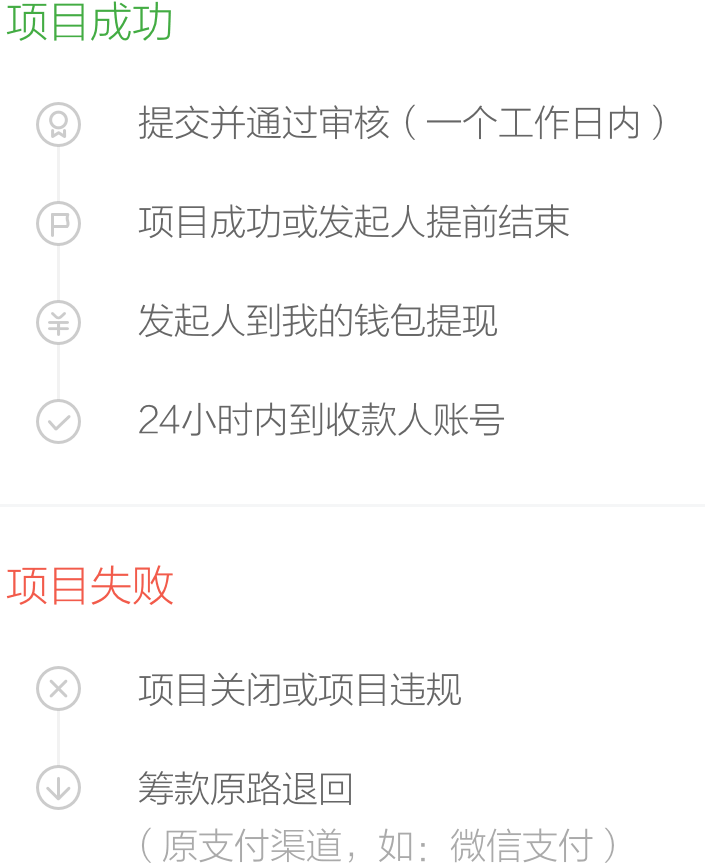 项目成功
提交并通过审核（一个工作日内）
项目成功或发起人提前结束
发起人到我的钱包提现
24小时内到收款人账号
项目失败
项目关闭或项目违规
筹款原路退回
（原支付渠道，如：微信支付）